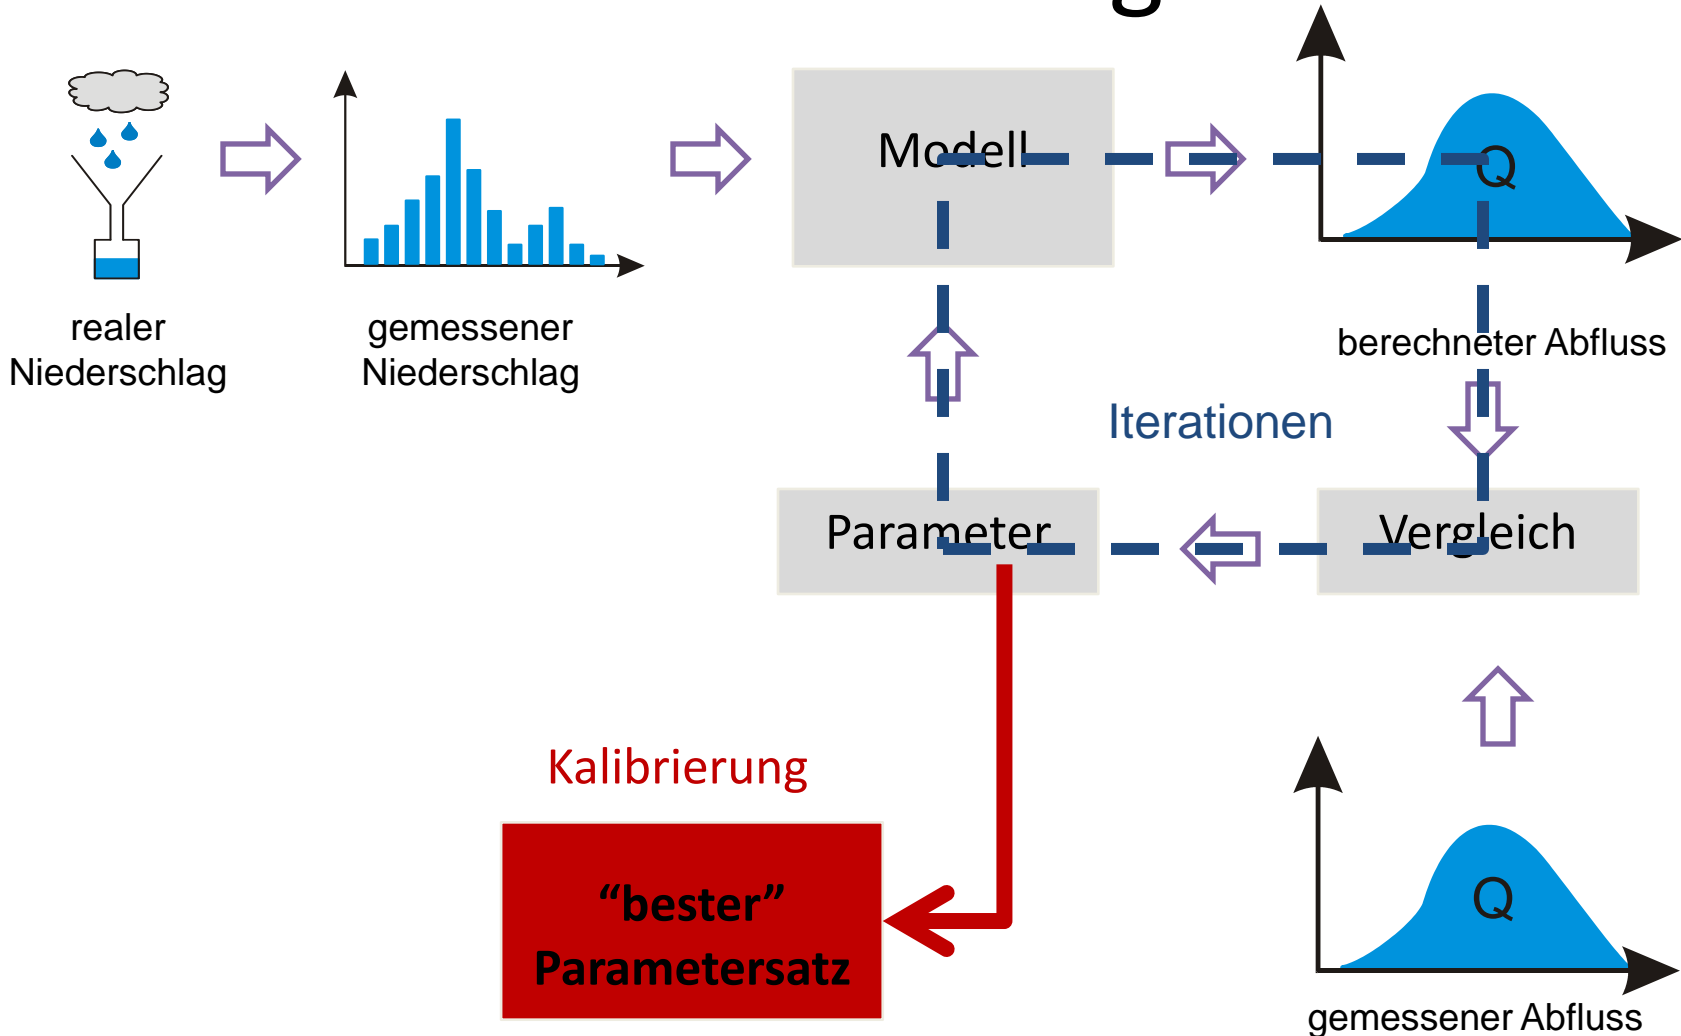 g
Modell
Q
realer
Niederschlag
gemessener
Niederschlag
berechneter Abfluss
Iterationen
Parameter
Vergleich
Kalibrierung
“bester”
Parametersatz
Q
gemessener Abfluss